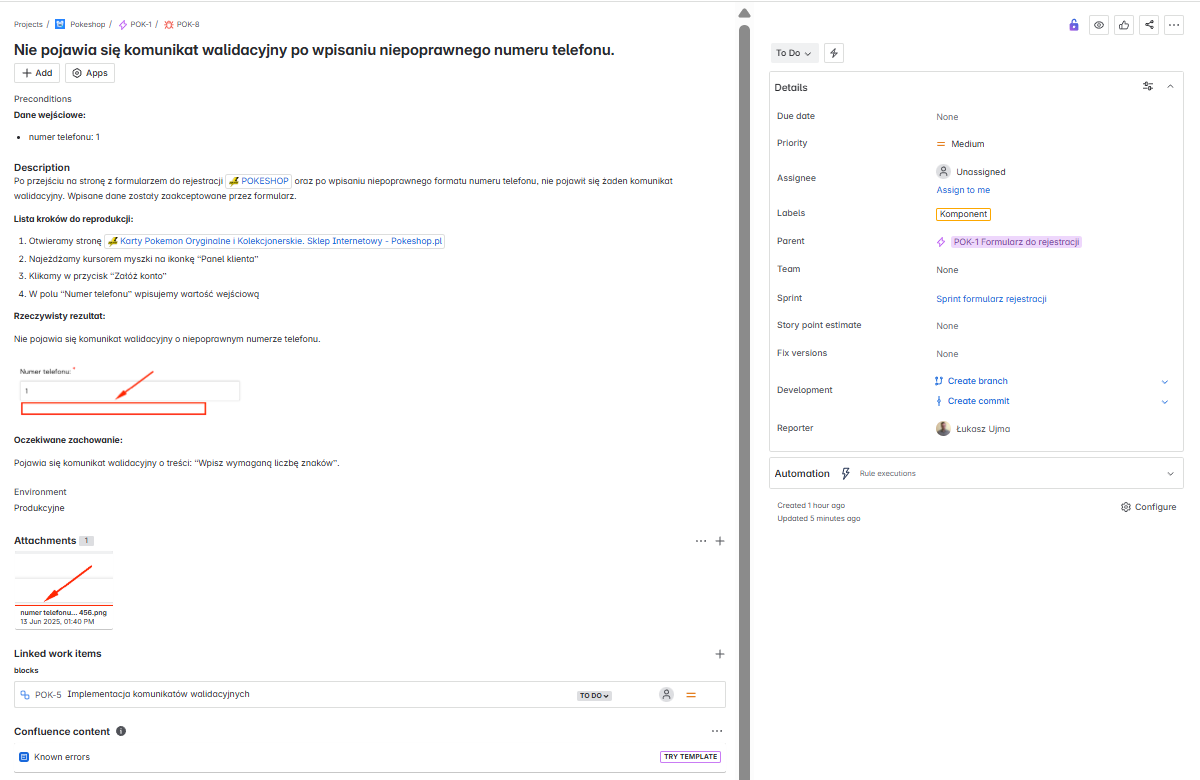 Projects / Pokeshop / POK-1 / POK-8
Nie pojawia się komunikat walidacyjny po wpisaniu niepoprawnego numeru telefonu.
Add Apps
Preconditions
Dane wejściowe:
• numer telefonu: 1
Description
Po przejściu na stronę z formularzem do rejestracji POKESHOP oraz po wpisaniu niepoprawnego formatu numeru telefonu, nie pojawił się żaden komunikat
walidacyjny. Wpisane dane zostały zaakceptowane przez formularz.
Lista kroków do reprodukcji:
1. Otwieramy stronę Karty Pokemon Oryginalne i Kolekcjonerskie. Sklep Internetowy - Pokeshop.pl
2. Najeżdżamy kursorem myszki na ikonkę “Panel klienta”
3. Klikamy w przycisk “Załóż konto”
4. W polu “Numer telefonu” wpisujemy wartość wejściową
Rzeczywisty rezultat:
Nie pojawia się komunikat walidacyjny o niepoprawnym numerze telefonu.
Numer telefonu: *
1
Oczekiwane zachowanie:
Pojawia się komunikat walidacyjny o treści: “Wpisz wymaganą liczbę znaków”.
Environment
Produkcyjne
Attachments 1
numer telefonu... 456.png
13 Jun 2025, 01:40 PM
Linked work items
blocks
POK-5 Implementacja komunikatów walidacyjnych TO DO
Confluence content
Known errors TRY TEMPLATE
To Do
Details
Due date None
Priority Medium
Assignee Unassigned
Assign to me
Labels Komponent
Parent POK-1 Formularz do rejestracji
Team None
Sprint Sprint formularz rejestracji
Story point estimate None
Fix versions None
Development Create branch
Create commit
Reporter Łukasz Ujma
Automation Rule executions
Created 1 hour ago Configure
Updated 5 minutes ago